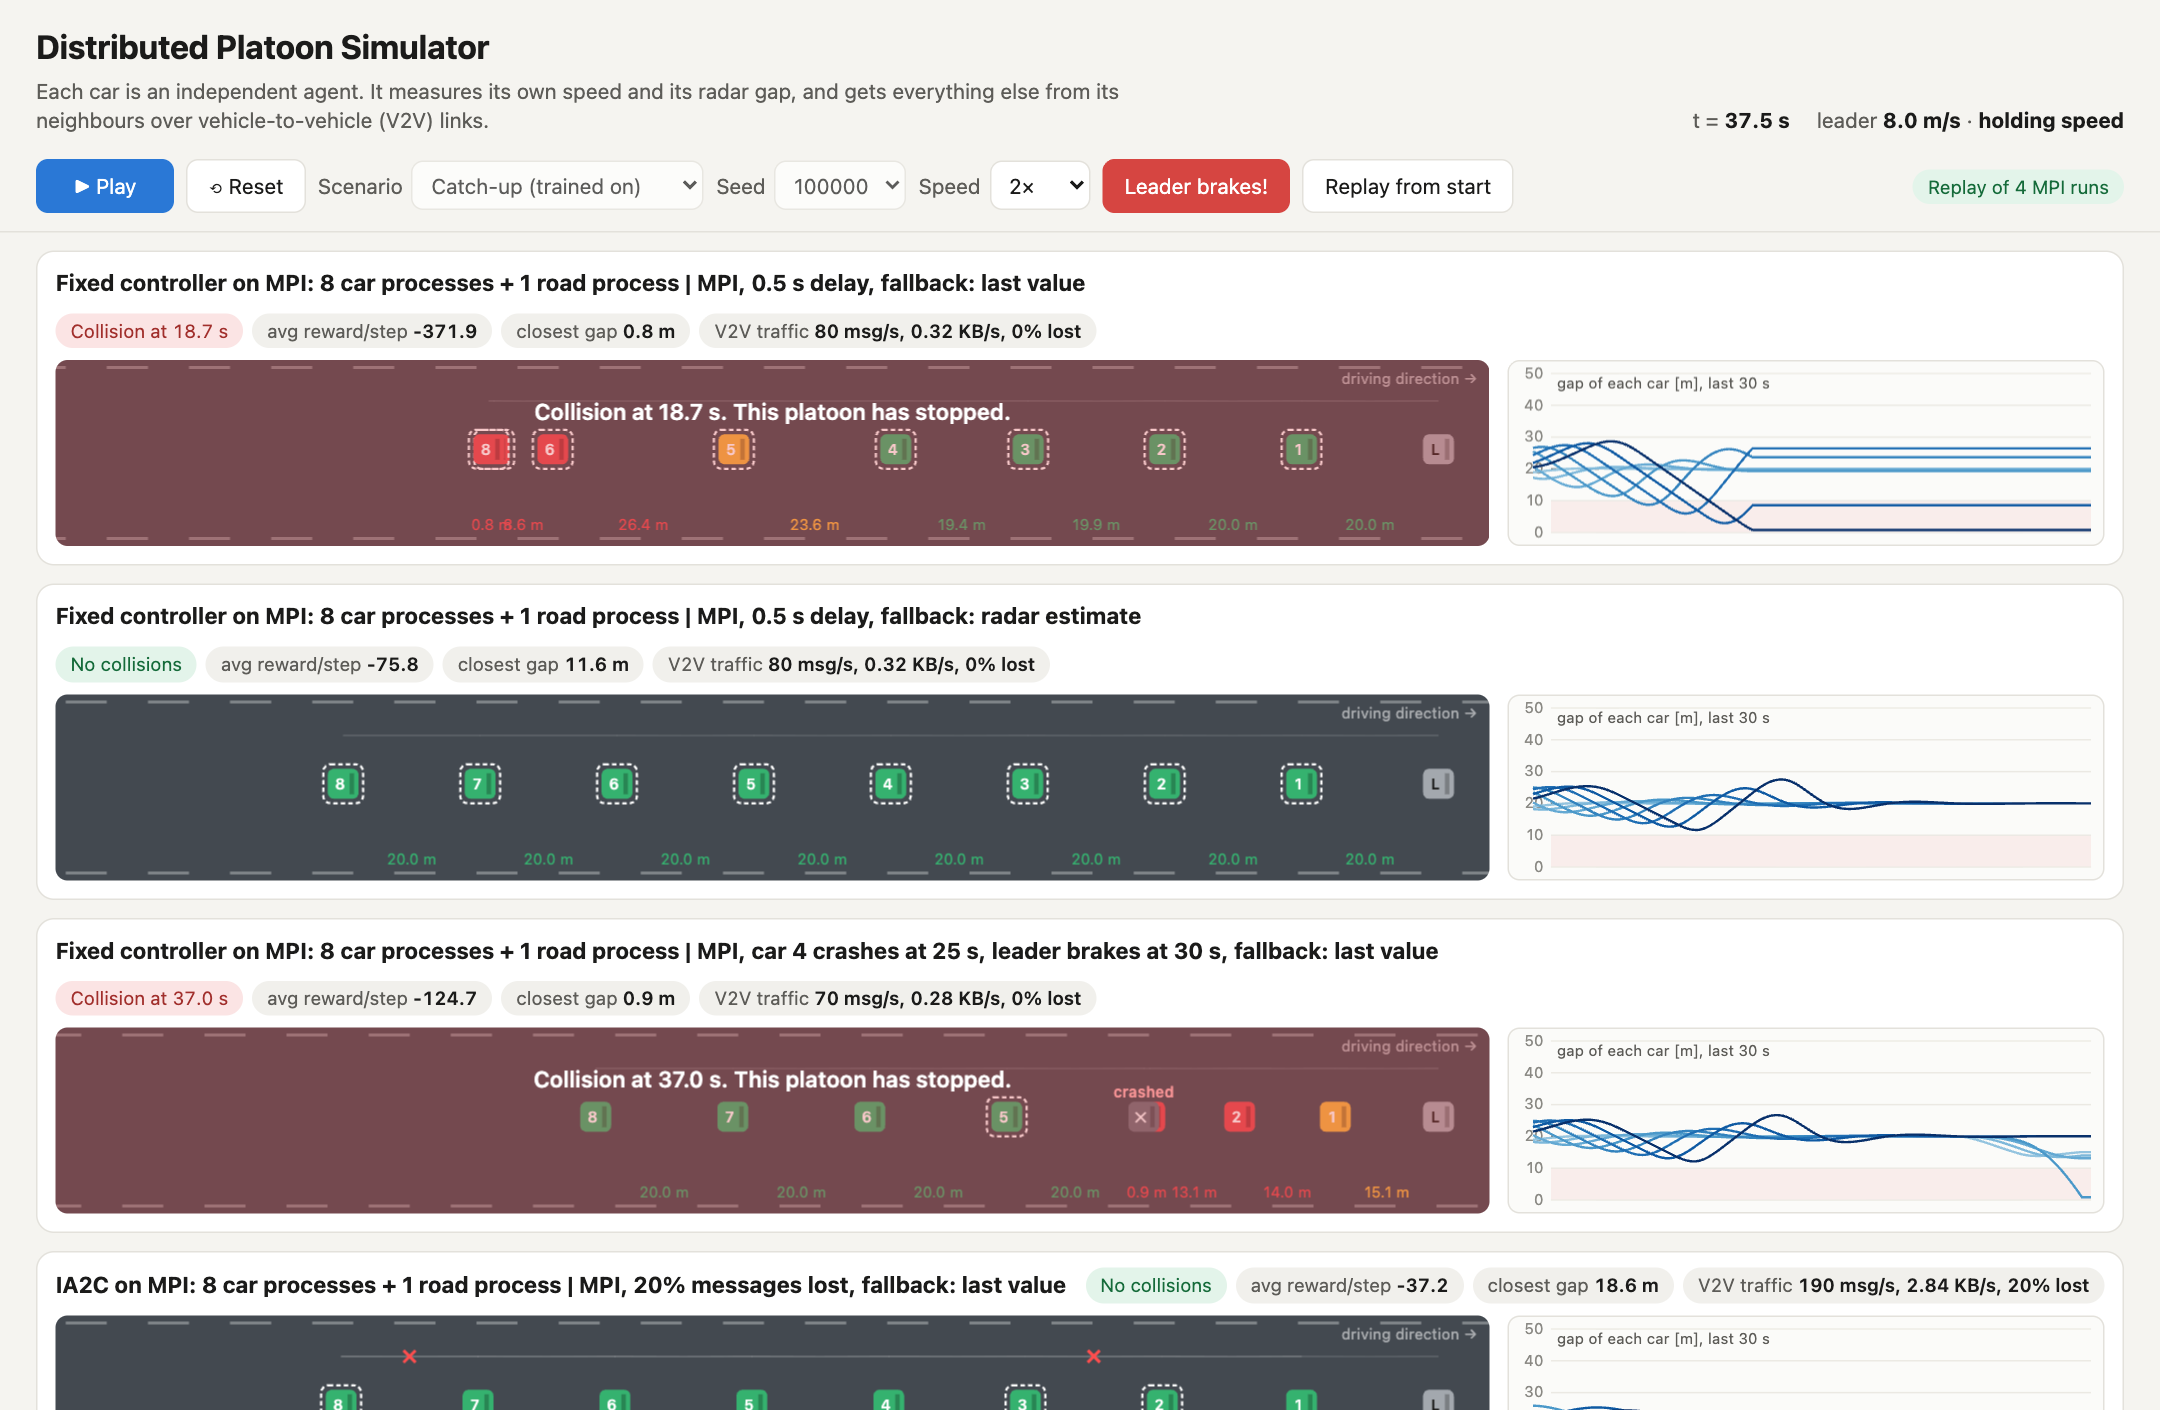 Distributed Platoon Simulator
Each car is an independent agent. It measures its own speed and its radar gap, and gets everything else from its
neighbours over vehicle-to-vehicle (V2V) links.
t = 37.5 s leader 8.0 m/s · holding speed
▶ Play ⟲ Reset Scenario Catch-up (trained on) Seed 100000 Speed 2× Leader brakes! Replay from start Replay of 4 MPI runs
Fixed controller on MPI: 8 car processes + 1 road process | MPI, 0.5 s delay, fallback: last value
Collision at 18.7 s avg reward/step -371.9 closest gap 0.8 m V2V traffic 80 msg/s, 0.32 KB/s, 0% lost
driving direction →
Collision at 18.7 s. This platoon has stopped.
8 6 5 4 3 2 1 L
0.8 m 8.6 m 26.4 m 23.6 m 19.4 m 19.9 m 20.0 m 20.0 m
gap of each car [m], last 30 s
50
40
30
20
10
0
Fixed controller on MPI: 8 car processes + 1 road process | MPI, 0.5 s delay, fallback: radar estimate
No collisions avg reward/step -75.8 closest gap 11.6 m V2V traffic 80 msg/s, 0.32 KB/s, 0% lost
driving direction →
8 7 6 5 4 3 2 1 L
20.0 m 20.0 m 20.0 m 20.0 m 20.0 m 20.0 m 20.0 m 20.0 m
gap of each car [m], last 30 s
50
40
30
20
10
0
Fixed controller on MPI: 8 car processes + 1 road process | MPI, car 4 crashes at 25 s, leader brakes at 30 s, fallback: last value
Collision at 37.0 s avg reward/step -124.7 closest gap 0.9 m V2V traffic 70 msg/s, 0.28 KB/s, 0% lost
driving direction →
Collision at 37.0 s. This platoon has stopped.
crashed
8 7 6 5 ✕ 2 1 L
20.0 m 20.0 m 20.0 m 20.0 m 0.9 m 13.1 m 14.0 m 15.1 m
gap of each car [m], last 30 s
50
40
30
20
10
0
IA2C on MPI: 8 car processes + 1 road process | MPI, 20% messages lost, fallback: last value
No collisions avg reward/step -37.2 closest gap 18.6 m V2V traffic 190 msg/s, 2.84 KB/s, 20% lost
driving direction →
8 7 6 5 4 3 2 1 L
gap of each car [m], last 30 s
50
40
30